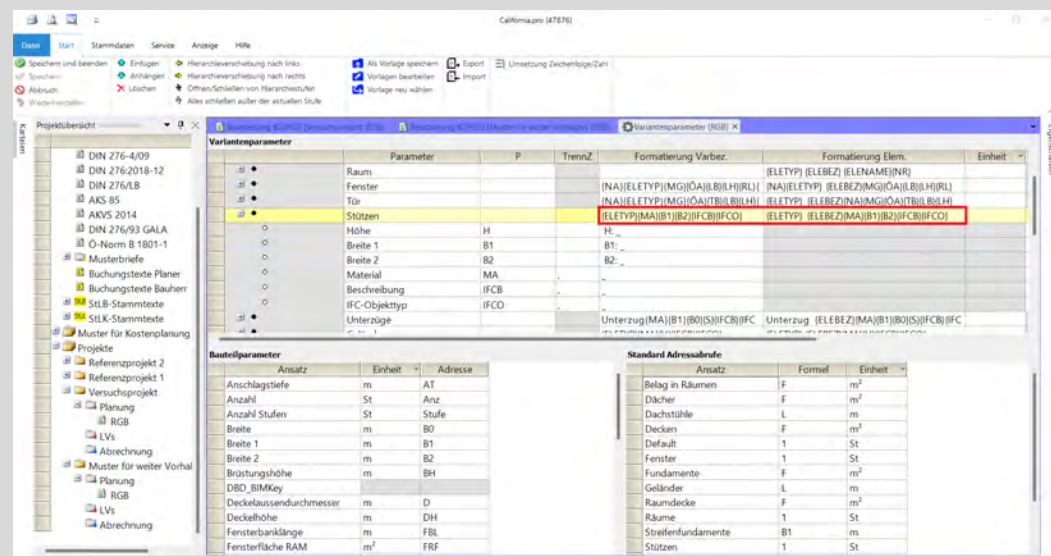 California.pro (47876)
Datei Start Stammdaten Service Anzeige Hilfe
Speichern und beenden Einfügen Hierarchieverschiebung nach links Als Vorlage speichern Export Umsetzung Zeichenfolge/Zahl
Speichern Anhängen Hierarchieverschiebung nach rechts Vorlagen bearbeiten Import
Abbruch Löschen Öffnen/Schließen von Hierarchiestufen Vorlage neu wählen
Wiederherstellen Alles schließen außer der aktuellen Stufe
Karteien
Projektübersicht
DIN 276-4/09
DIN 276:2018-12
DIN 276/LB
AKS 85
AKVS 2014
DIN 276/93 GALA
Ö-Norm B 1801-1
Musterbriefe
Buchungstexte Planer
Buchungstexte Bauherr
StLB-Stammtexte
StLK-Stammtexte
Muster für Kostenplanung
Projekte
Referenzprojekt 2
Referenzprojekt 1
Versuchsprojekt
Planung
RGB
LVs
Abrechnung
Muster für weiter Vorhal
Planung
RGB
LVs
Abrechnung
Variantenparameter [RGB]
Variantenparameter
Parameter P TrennZ Formatierung Varbez. Formatierung Elem. Einheit
Raum {ELETYP} {ELEBEZ} {ELENAME}{NR}
Fenster {NA}{ELETYP}{MG}{ÖA}{LB}{LH}{RL}{ {NA}{ELETYP} {ELEBEZ}{MG}{ÖA}{LB}{LH}{RL}
Tür {NA}{ELETYP}{MG}{ÖA}{TB}{LB}{LH}{ {ELETYP} {ELEBEZ}{NA}{MG}{ÖA}{TB}{LB}{LH}
Stützen {ELETYP}{MA}{B1}{B2}{IFCB}{IFCO} {ELETYP} {ELEBEZ}{MA}{B1}{B2}{IFCB}{IFCO}
Höhe H H: _
Breite 1 B1 B1: _
Breite 2 B2 B2: _
Material MA , _
Beschreibung IFCB , _
IFC-Objekttyp IFCO , _
Unterzüge Unterzug{MA}{B1}{B0}{S}{IFCB}{IFC Unterzug {ELEBEZ}{MA}{B1}{B0}{S}{IFCB}{IFC
Bauteilparameter
Ansatz Einheit Adresse
Anschlagstiefe m AT
Anzahl St Anz
Anzahl Stufen St Stufe
Breite m B0
Breite 1 m B1
Breite 2 m B2
Brüstungshöhe m BH
DBD_BIMKey
Deckelaussendurchmesser m D
Deckelhöhe m DH
Fensterbanklänge m FBL
Fensterfläche RAM m² FRF
Standard Adressabrufe
Ansatz Formel Einheit
Belag in Räumen F m²
Dächer F m²
Dachstühle L m
Decken F m²
Default 1 St
Fenster 1 St
Fundamente F m²
Geländer L m
Raumdecke F m²
Räume 1 St
Streifenfundamente B1 m
Stützen 1 St